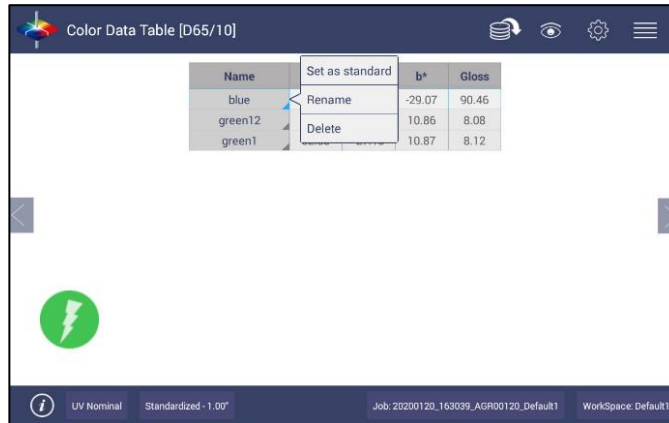 Color Data Table [D65/10]
Name b* Gloss
Set as standard
blue -29.07 90.46
Rename
green12 10.86 8.08
Delete
green1 10.87 8.12
i
UV Nominal Standardized - 1.00" Job: 20200120_163039_AGR00120_Default1 WorkSpace: Default1